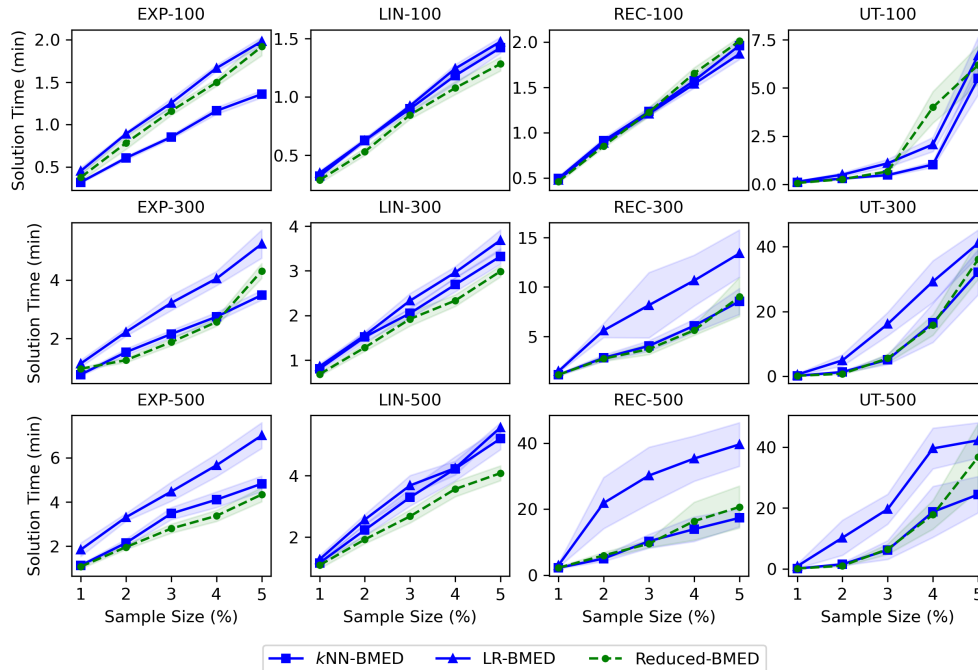 EXP-100 LIN-100 REC-100 UT-100
Solution Time (min)
2.0 1.5 1.0 0.5
1.5 1.0 0.5
2.0 1.5 1.0 0.5
7.5 5.0 2.5 0.0
EXP-300 LIN-300 REC-300 UT-300
Solution Time (min)
4 2
4 3 2 1
15 10 5
40 20 0
EXP-500 LIN-500 REC-500 UT-500
Solution Time (min)
6 4 2
4 2
40 20 0
40 20 0
1 2 3 4 5 1 2 3 4 5 1 2 3 4 5 1 2 3 4 5
Sample Size (%) Sample Size (%) Sample Size (%) Sample Size (%)
kNN-BMED LR-BMED Reduced-BMED